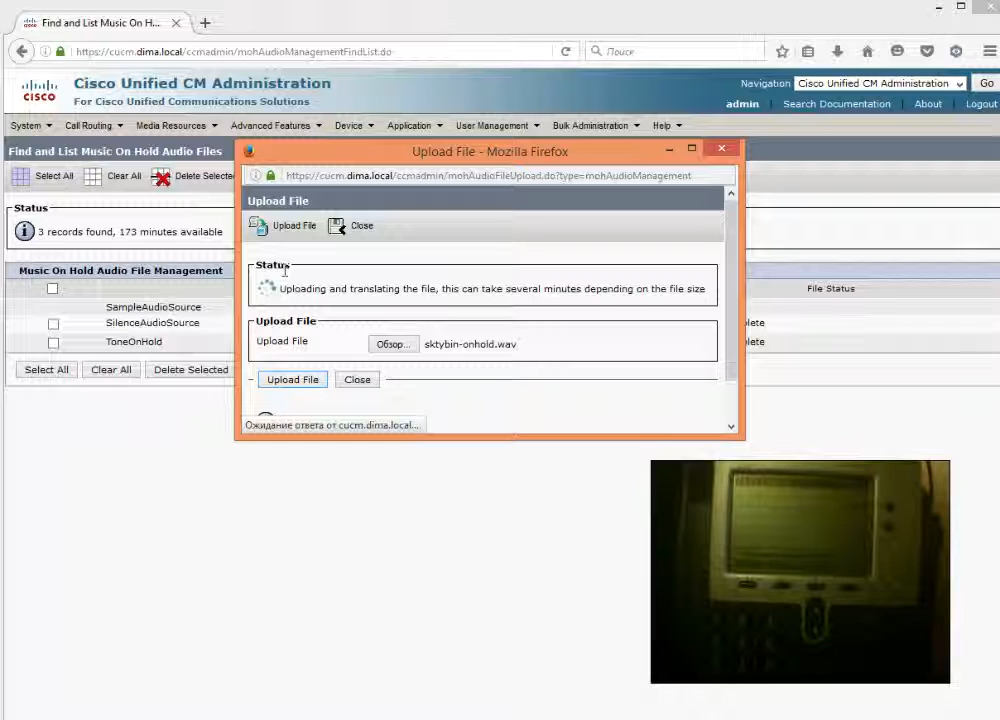 Find and List Music On H...
https://cucm.dima.local/ccmadmin/mohAudioManagementFindList.do
Поиск
CISCO
Cisco Unified CM Administration
For Cisco Unified Communications Solutions
Navigation Cisco Unified CM Administration Go
admin Search Documentation About Logout
System Call Routing Media Resources Advanced Features Device Application User Management Bulk Administration Help
Find and List Music On Hold Audio Files
Select All Clear All Delete Selected
Status
3 records found, 173 minutes available
Music On Hold Audio File Management
File Status
SampleAudioSource
SilenceAudioSource
lete
ToneOnHold
lete
Select All Clear All Delete Selected
Upload File - Mozilla Firefox
https://cucm.dima.local/ccmadmin/mohAudioFileUpload.do?type=mohAudioManagement
Upload File
Upload File Close
Status
Uploading and translating the file, this can take several minutes depending on the file size
Upload File
Upload File Обзор... sktybin-onhold.wav
Upload File Close
Ожидание ответа от cucm.dima.local...